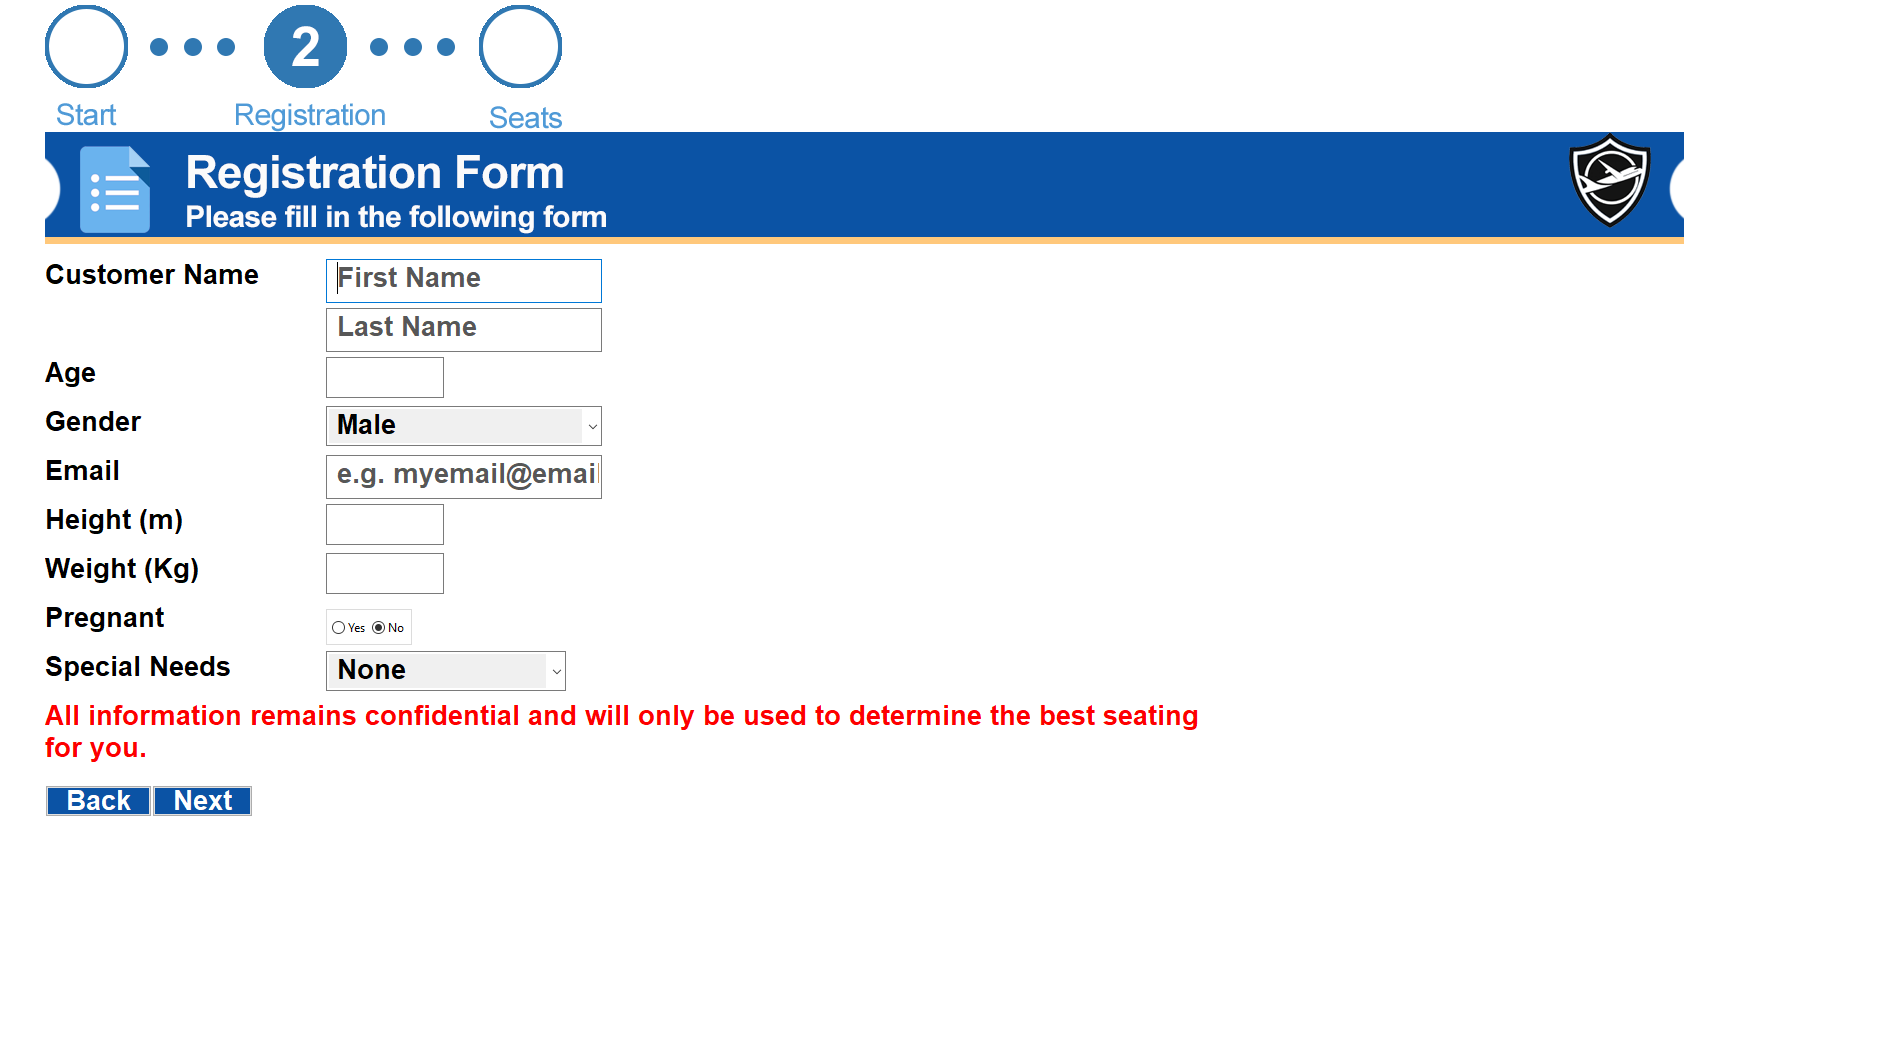 2
Start
Registration
Seats
Registration Form
Please fill in the following form
Customer Name
First Name
Last Name
Age
Gender
Male
Email
e.g. myemail@email
Height (m)
Weight (Kg)
Pregnant
Yes No
Special Needs
None
All information remains confidential and will only be used to determine the best seating
for you.
Back Next